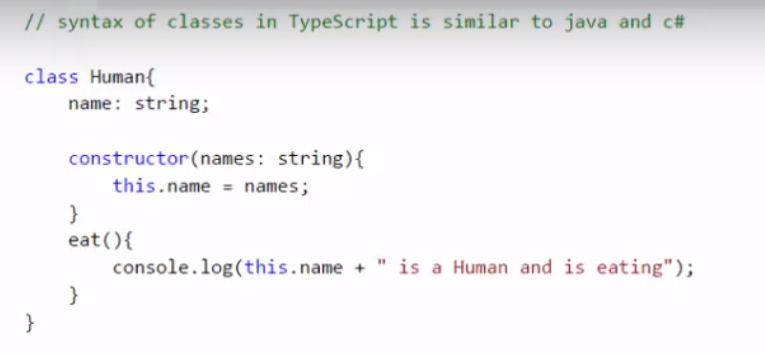 // syntax of classes in TypeScript is similar to java and c#
class Human{
name: string;
constructor(names: string){
this.name = names;
}
eat(){
console.log(this.name + " is a Human and is eating");
}
}